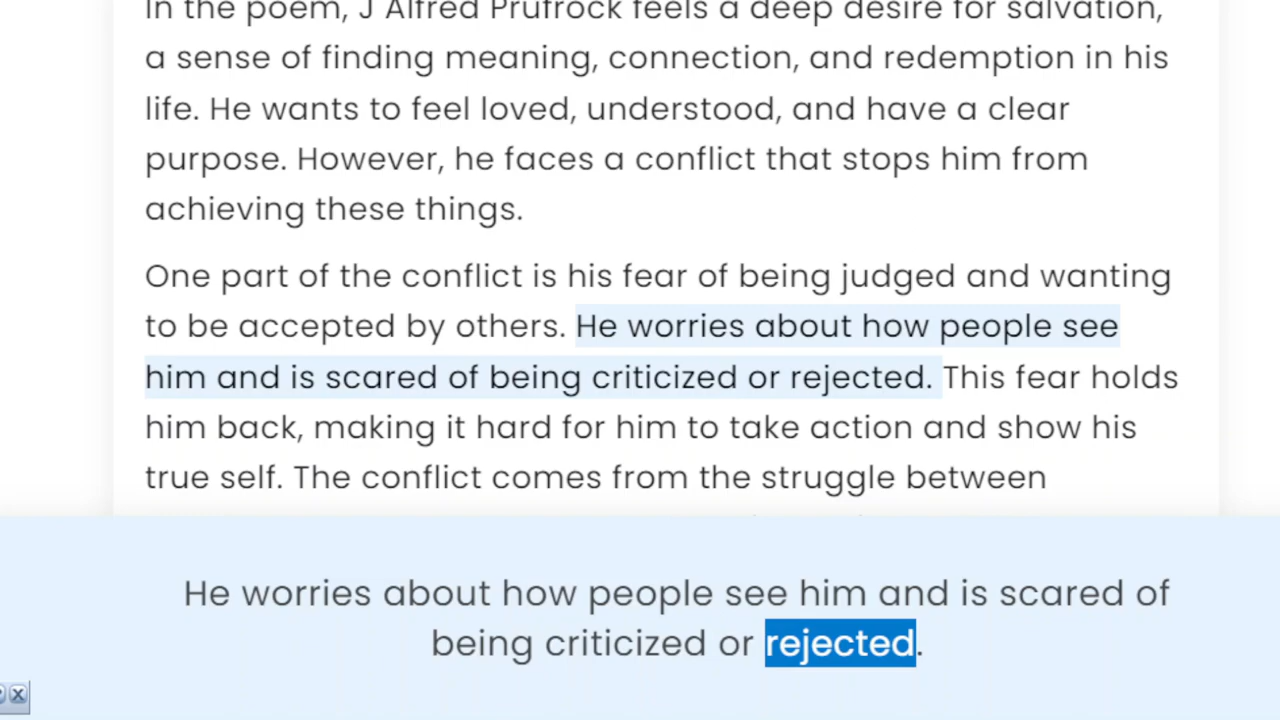 In the poem, J Alfred Prufrock feels a deep desire for salvation,
a sense of finding meaning, connection, and redemption in his
life. He wants to feel loved, understood, and have a clear
purpose. However, he faces a conflict that stops him from
achieving these things.
One part of the conflict is his fear of being judged and wanting
to be accepted by others. He worries about how people see
him and is scared of being criticized or rejected. This fear holds
him back, making it hard for him to take action and show his
true self. The conflict comes from the struggle between
He worries about how people see him and is scared of
being criticized or rejected.